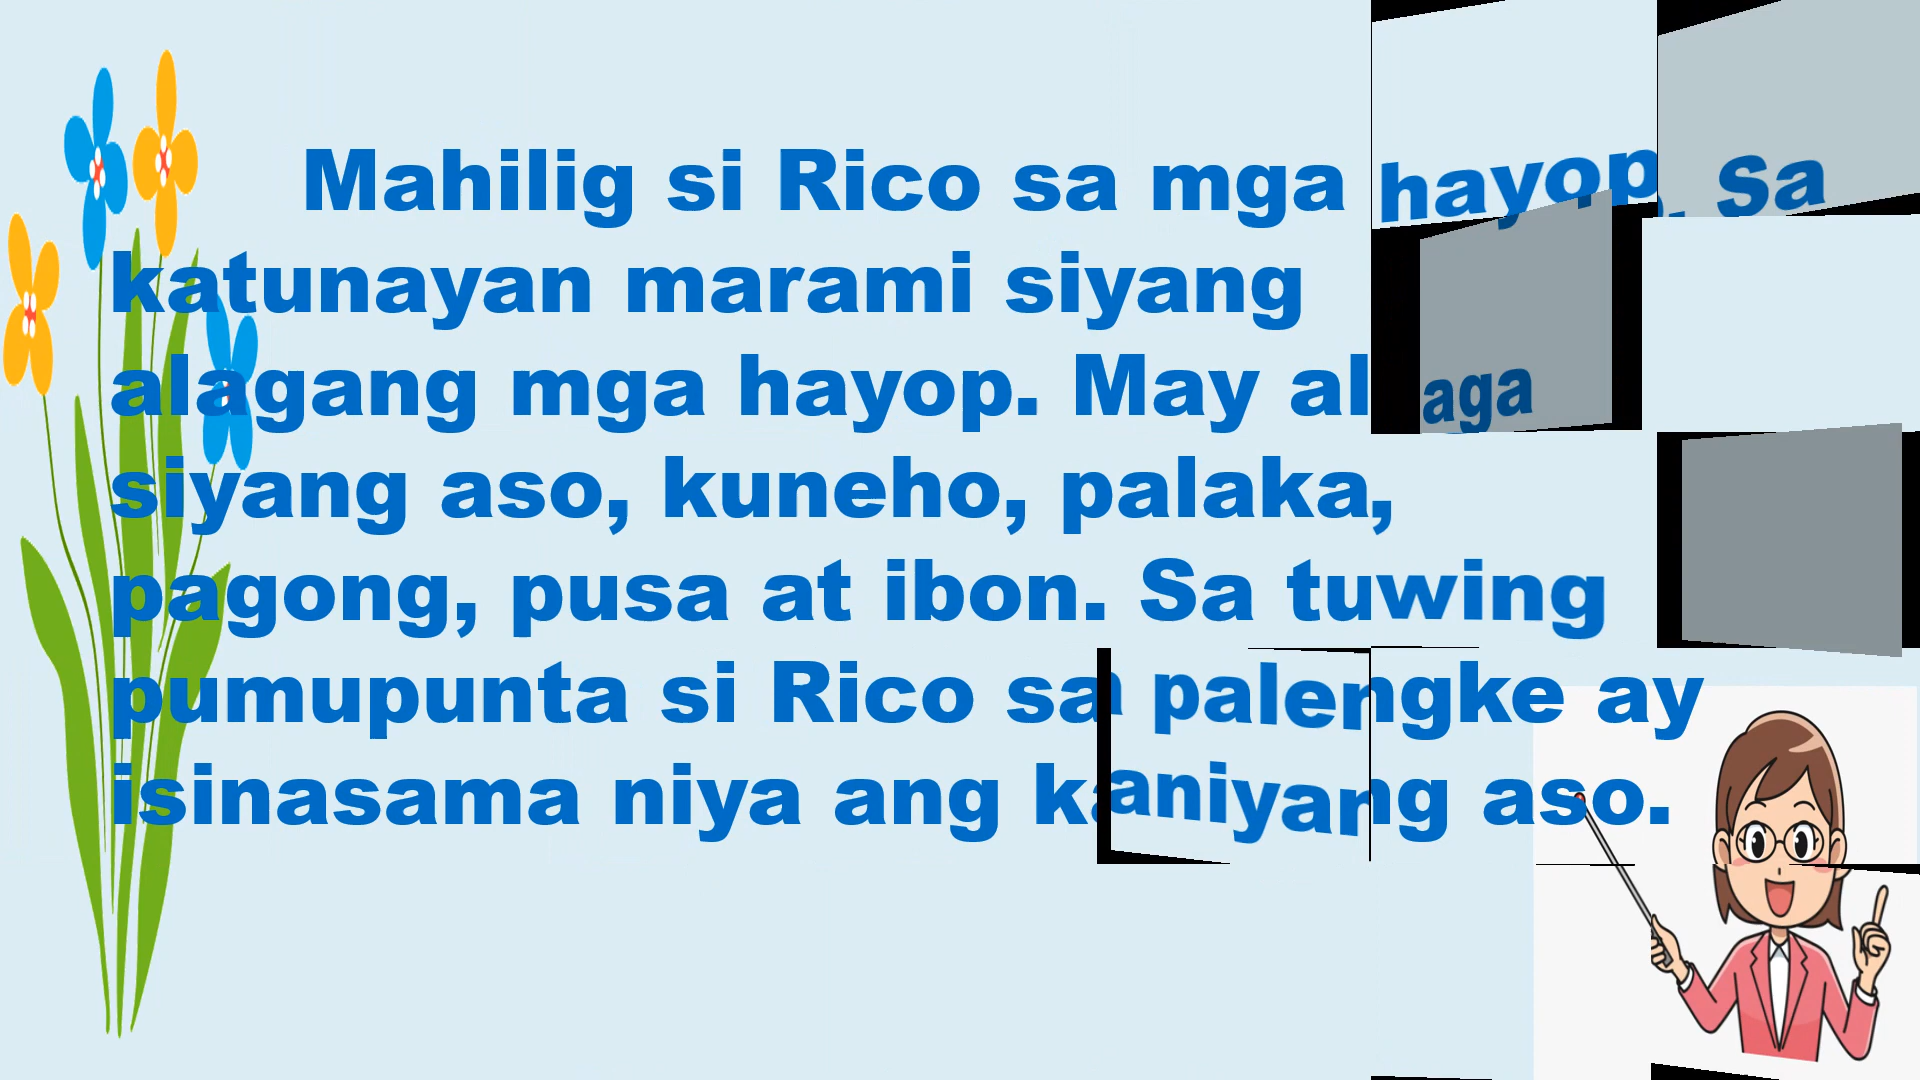 Mahilig si Rico sa mga hayop. Sa
katunayan marami siyang
alagang mga hayop. May alaga
siyang aso, kuneho, palaka,
pagong, pusa at ibon. Sa tuwing
pumupunta si Rico sa palengke ay
isinasama niya ang kaniyang aso.